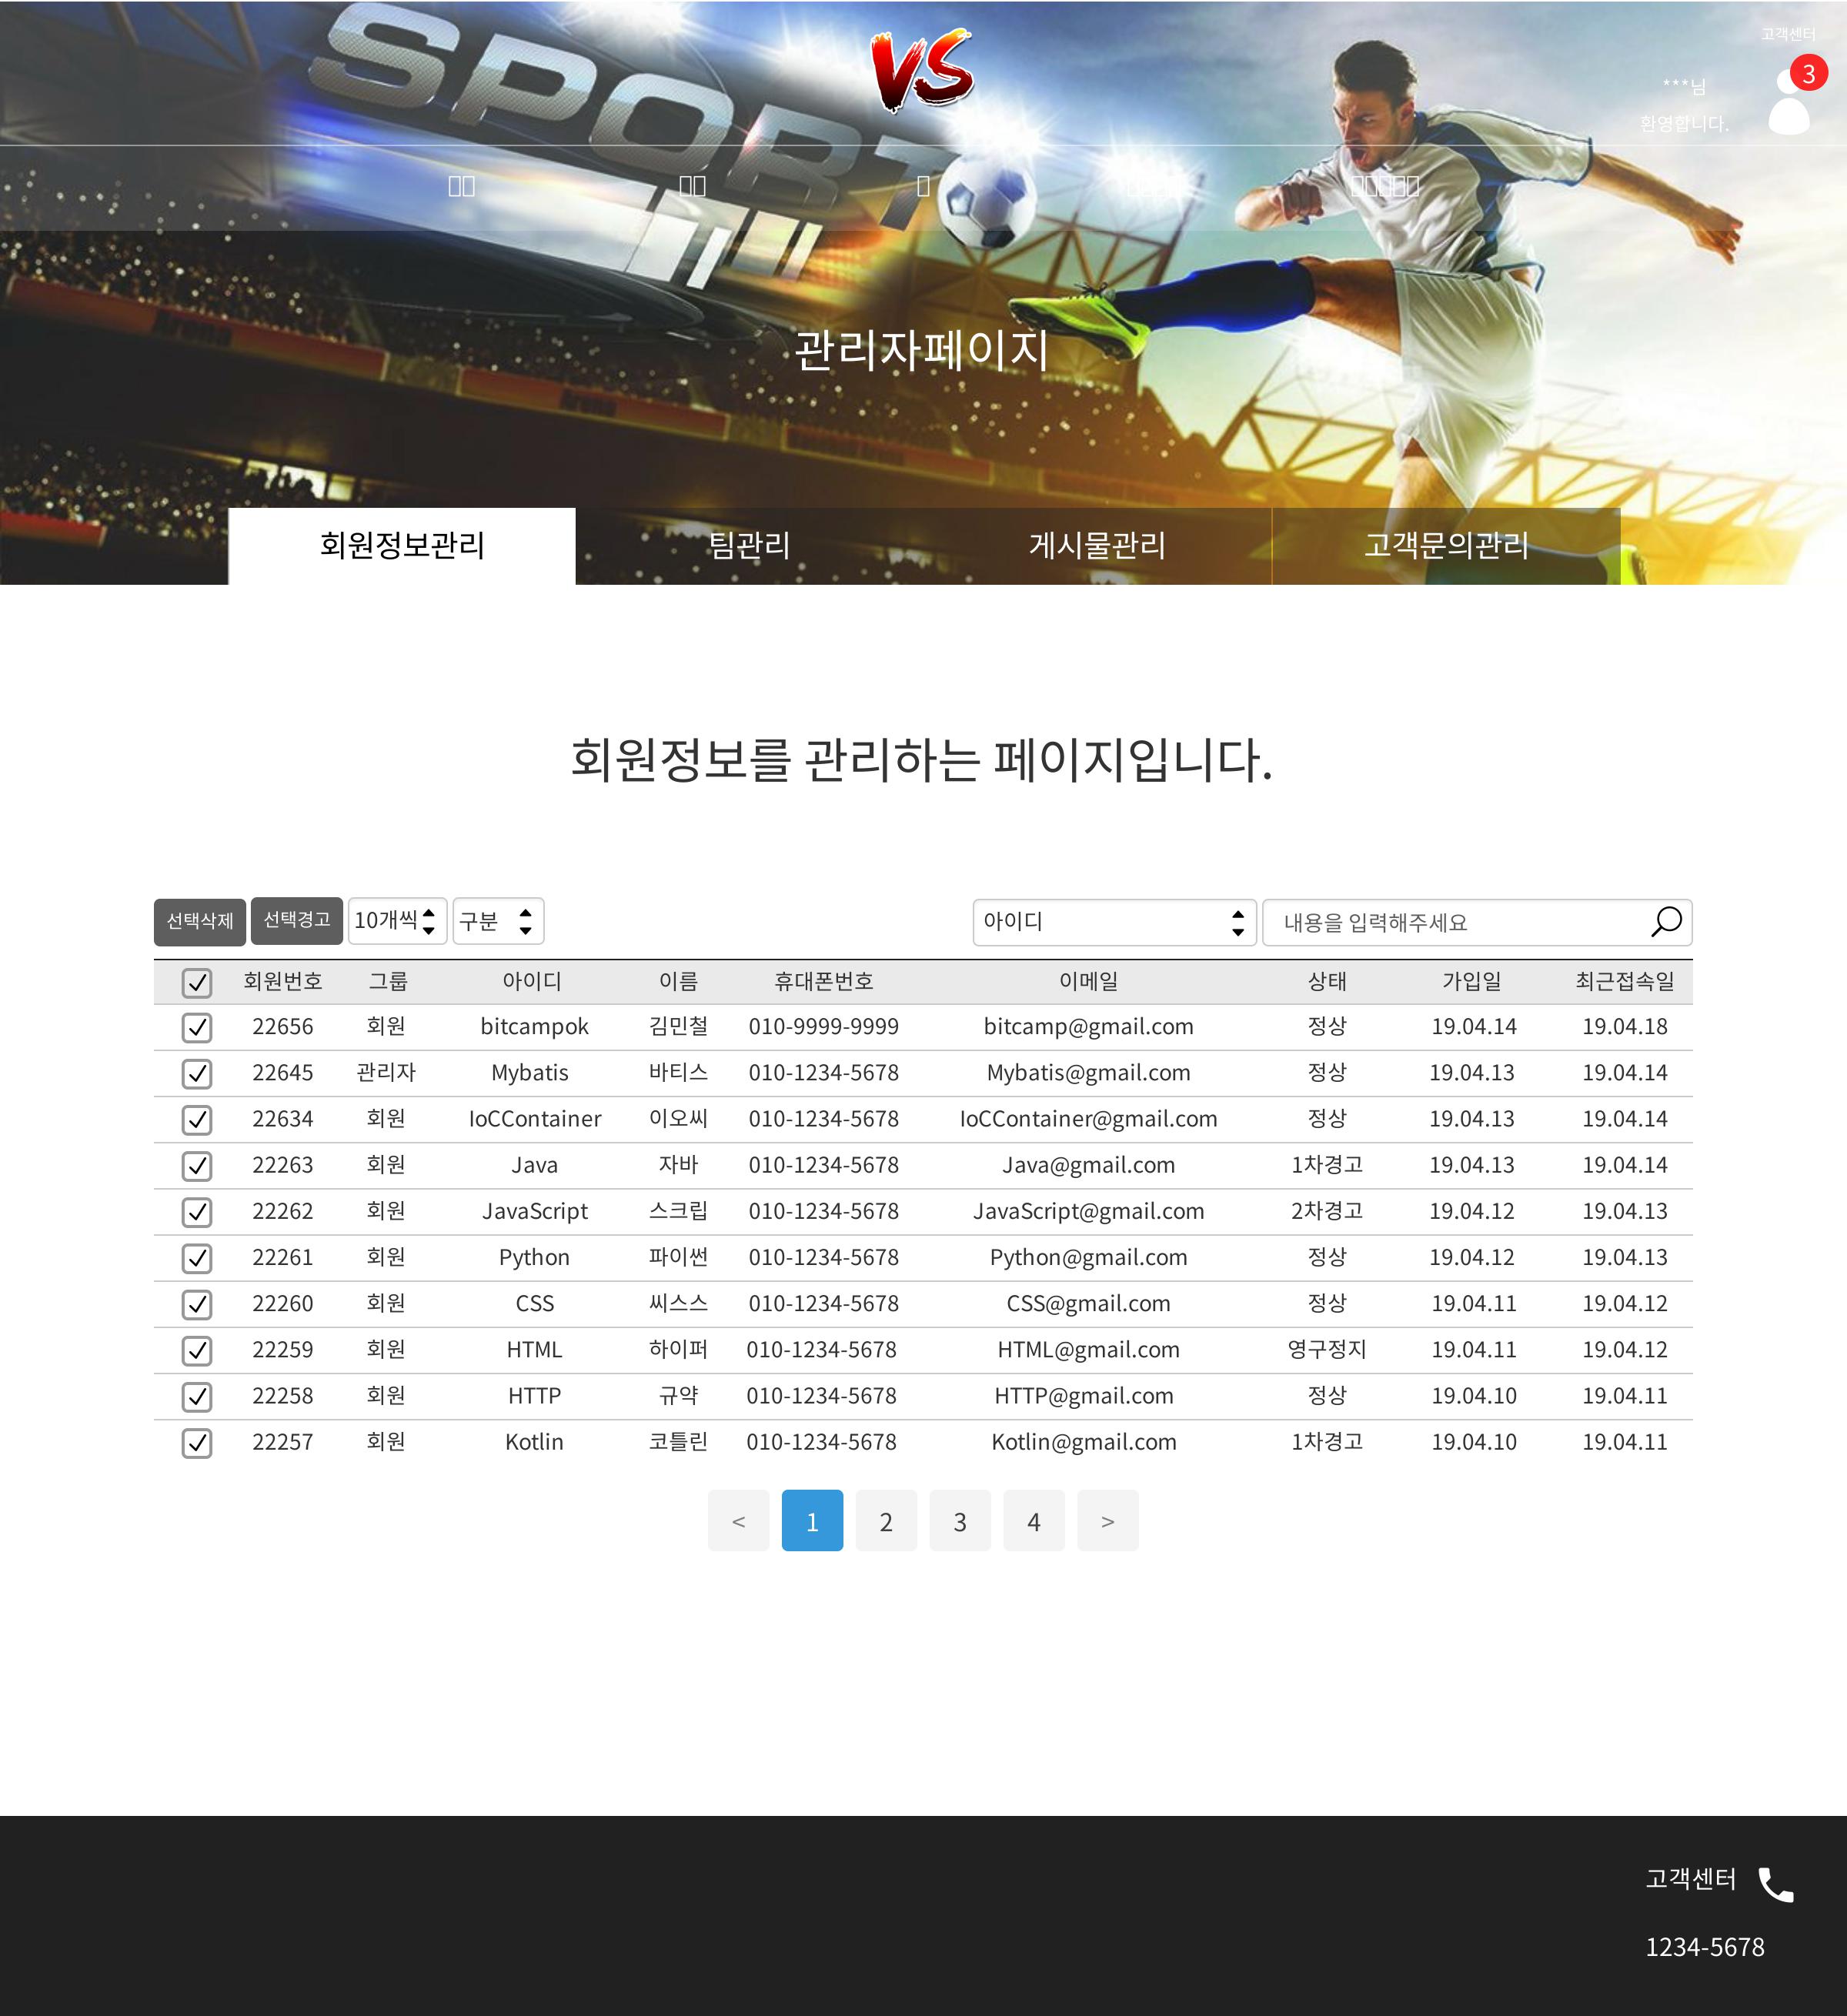 고객센터
VS
3
***님
환영합니다.
SPORT
관리자페이지
회원정보관리 팀관리 게시물관리 고객문의관리
회원정보를 관리하는 페이지입니다.
선택삭제 선택경고 10개씩 구분 아이디 내용을 입력해주세요
회원번호 그룹 아이디 이름 휴대폰번호 이메일 상태 가입일 최근접속일
22656 회원 bitcampok 김민철 010-9999-9999 bitcamp@gmail.com 정상 19.04.14 19.04.18
22645 관리자 Mybatis 바티스 010-1234-5678 Mybatis@gmail.com 정상 19.04.13 19.04.14
22634 회원 IoCContainer 이오씨 010-1234-5678 IoCContainer@gmail.com 정상 19.04.13 19.04.14
22263 회원 Java 자바 010-1234-5678 Java@gmail.com 1차경고 19.04.13 19.04.14
22262 회원 JavaScript 스크립 010-1234-5678 JavaScript@gmail.com 2차경고 19.04.12 19.04.13
22261 회원 Python 파이썬 010-1234-5678 Python@gmail.com 정상 19.04.12 19.04.13
22260 회원 CSS 씨스스 010-1234-5678 CSS@gmail.com 정상 19.04.11 19.04.12
22259 회원 HTML 하이퍼 010-1234-5678 HTML@gmail.com 영구정지 19.04.11 19.04.12
22258 회원 HTTP 규약 010-1234-5678 HTTP@gmail.com 정상 19.04.10 19.04.11
22257 회원 Kotlin 코틀린 010-1234-5678 Kotlin@gmail.com 1차경고 19.04.10 19.04.11
< 1 2 3 4 >
고객센터
1234-5678